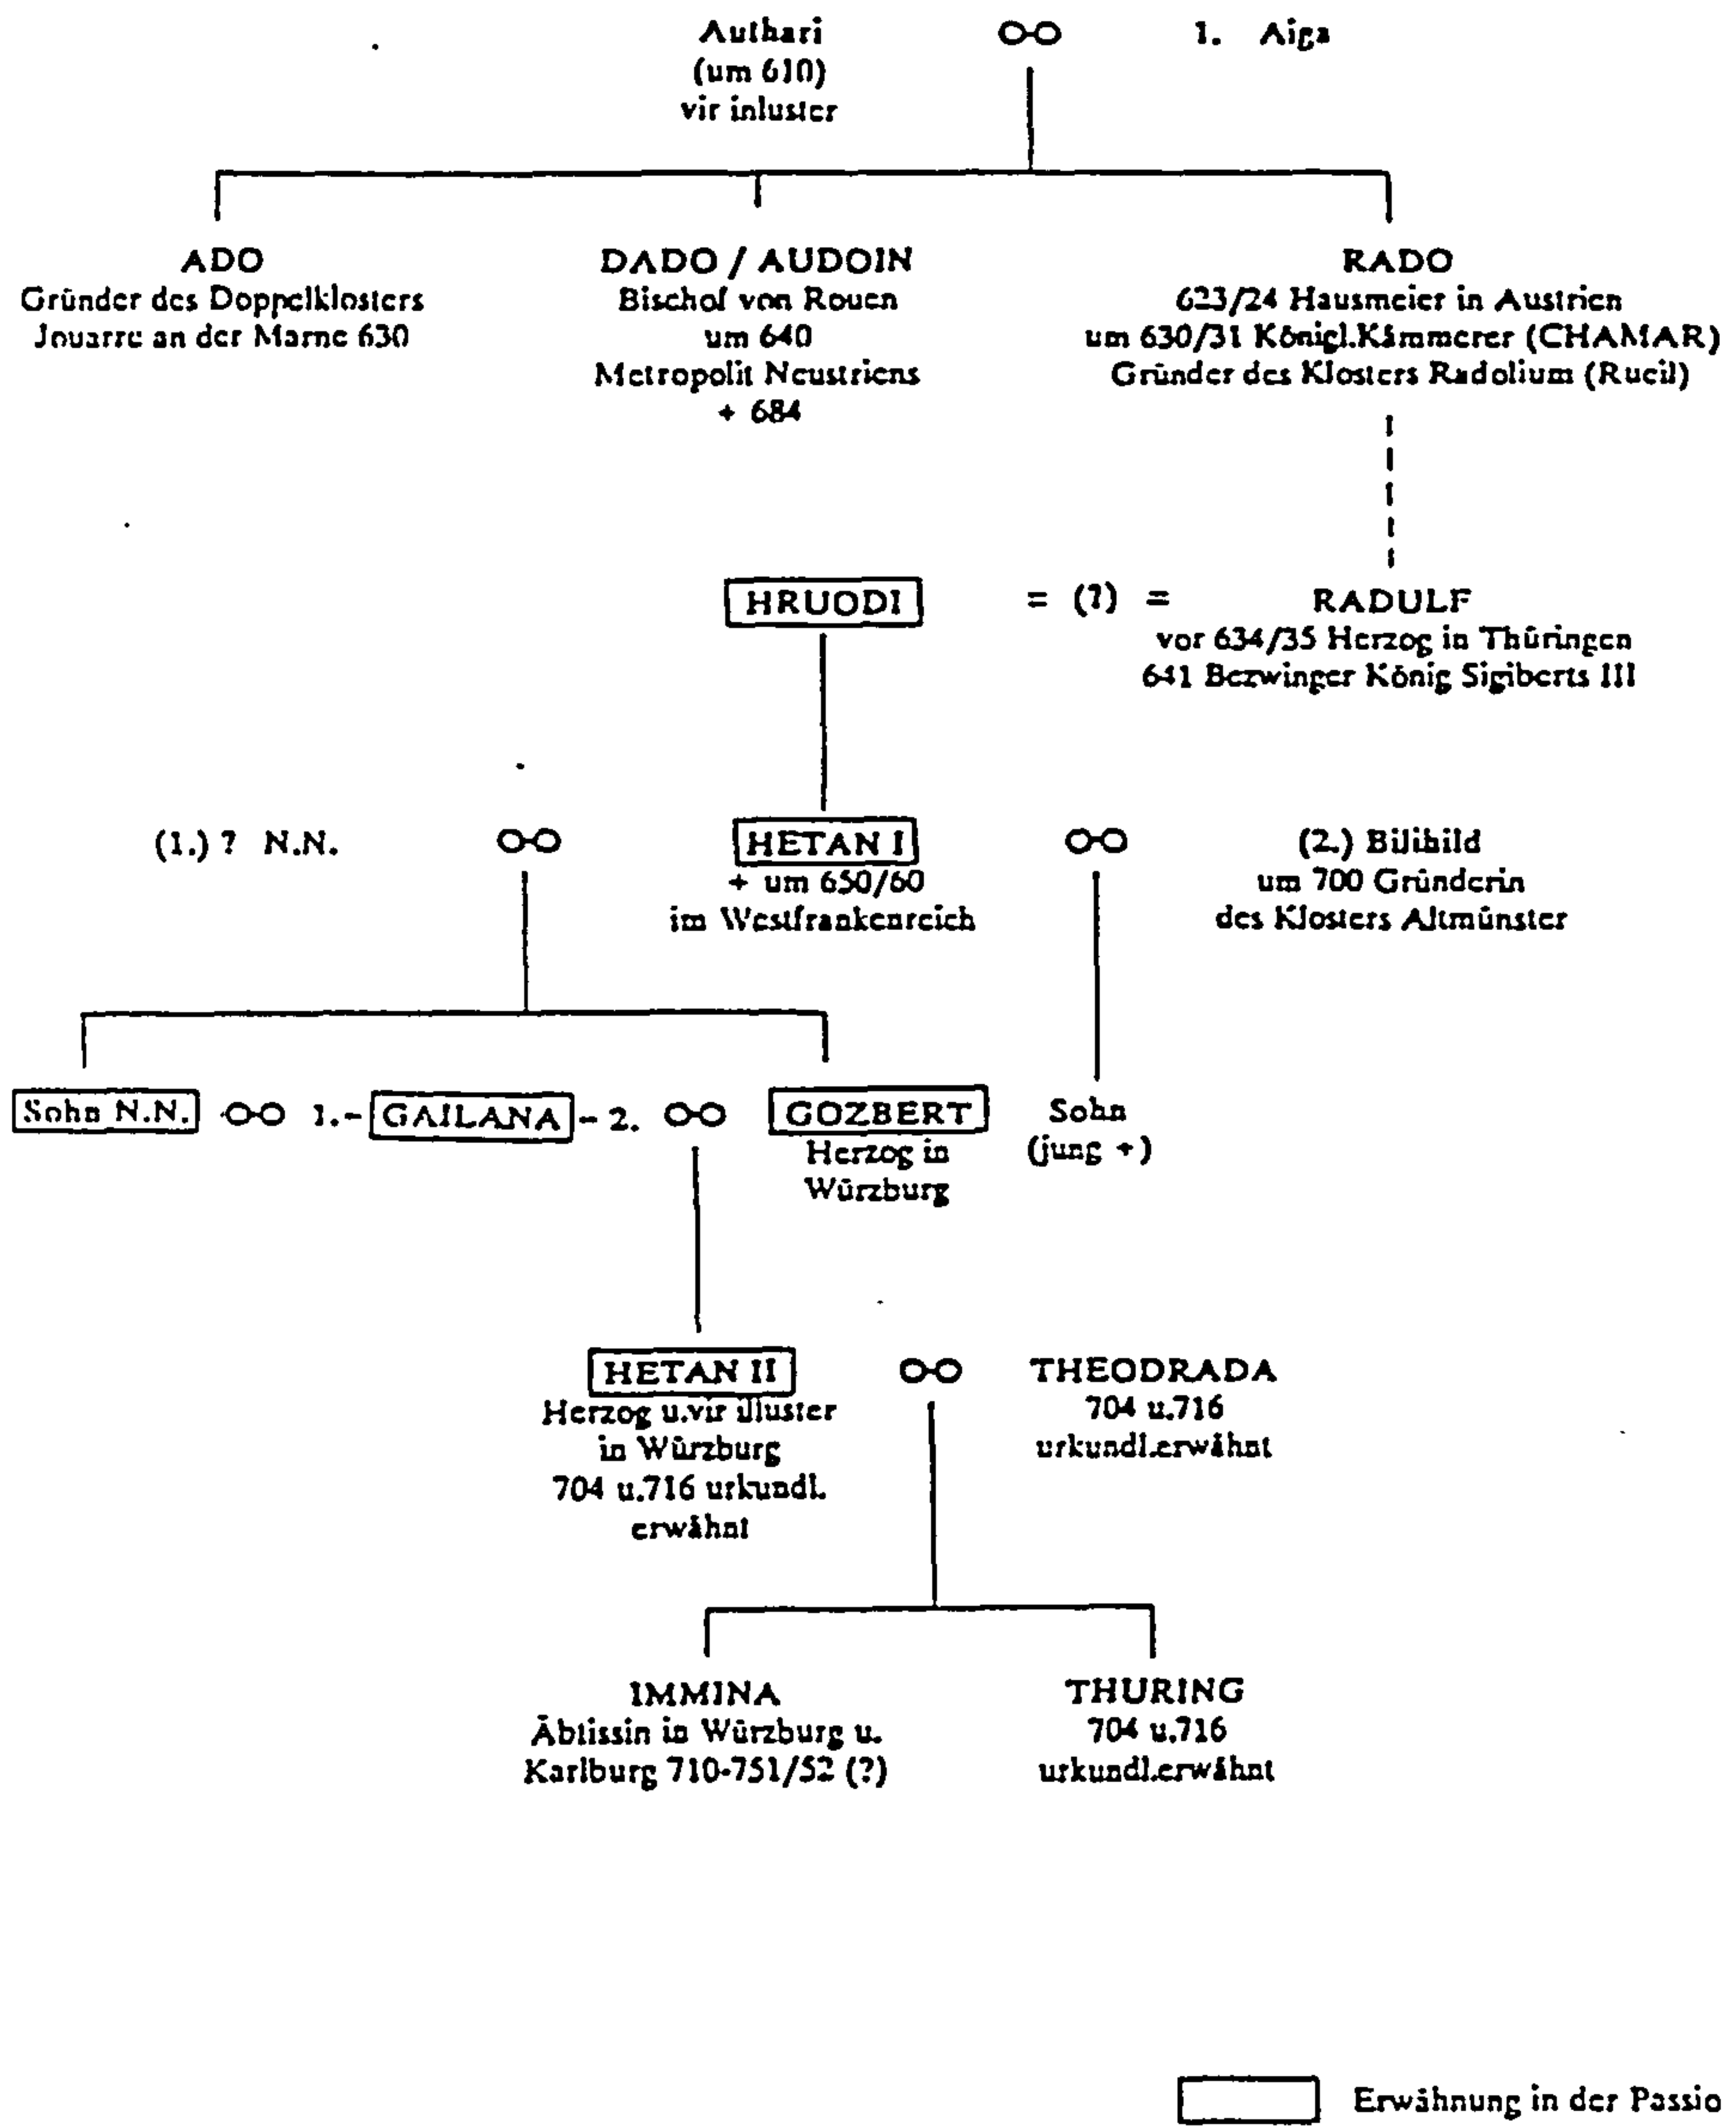 Authari 1. Aiga
(um 610)
vir inluster
ADO
Gründer des Doppelklosters
Jouarre an der Marne 630
DADO / AUDOIN
Bischof von Rouen
um 640
Metropolit Neustriens
+ 684
RADO
623/24 Hausmeier in Austrien
um 630/31 Königl.Kämmerer (CHAMAR)
Gründer des Klosters Radolium (Rueil)
HRUODI = (?) = RADULF
vor 634/35 Herzog in Thüringen
641 Bezwinger König Sigiberts III
(1.) ? N.N.
HETAN I
+ um 650/60
im Westfrankenreich
(2.) Bilihild
um 700 Gründerin
des Klosters Altmünster
Sohn N.N. 1.- GAILANA - 2. GOZBERT
Herzog in
Würzburg
Sohn
(jung +)
HETAN II
Herzog u.vir illuster
in Würzburg
704 u.716 urkundl.
erwähnt
THEODRADA
704 u.716
urkundl.erwähnt
IMMINA
Äbtissin in Würzburg u.
Karlburg 710-751/52 (?)
THURING
704 u.716
urkundl.erwähnt
Erwähnung in der Passio